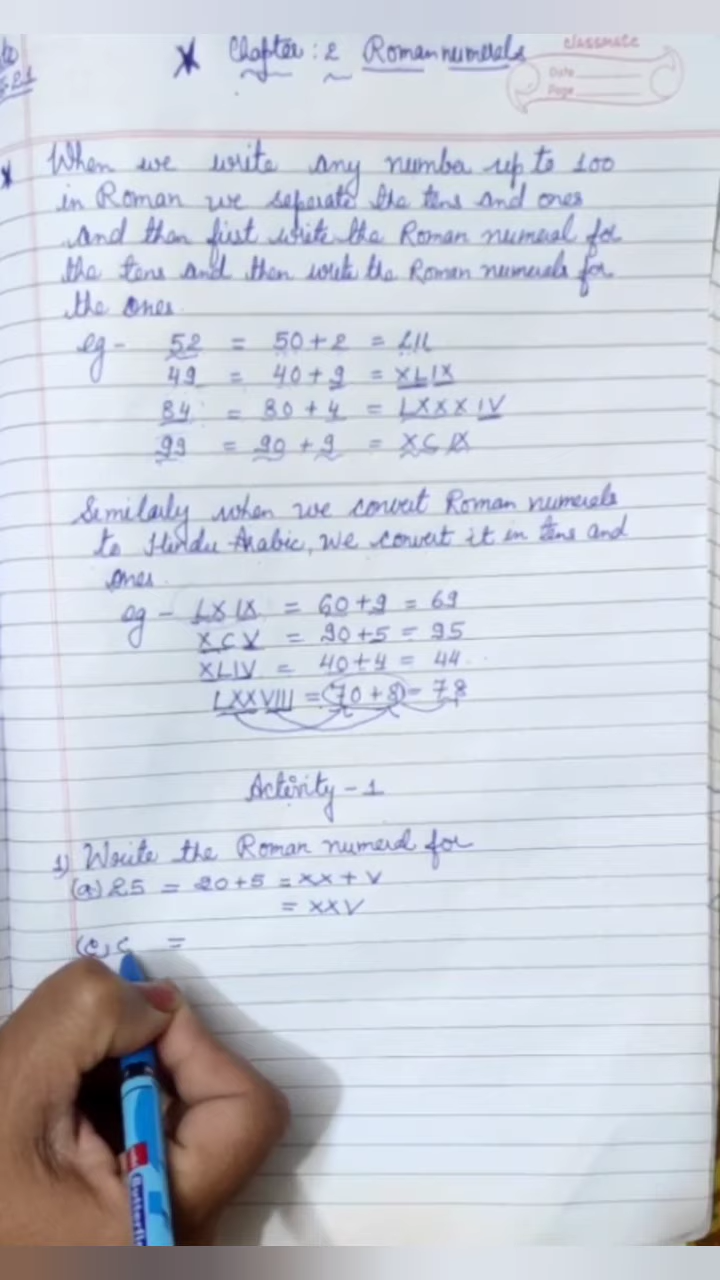 * Chapter : 2 Roman numerals
classmate
Date
Page
* When we write any number up to 100
in Roman we separate the tens and ones
and then first write the Roman numeral for
the tens and then write the Roman numerals for
the ones.
eg - 52 = 50 + 2 = LII
49 = 40 + 9 = XLIX
84 = 80 + 4 = LXXXIV
99 = 90 + 9 = XCIX
Similarly when we convert Roman numerals
to Hindu Arabic, we convert it in tens and
ones.
eg - LXIX = 60 + 9 = 69
XCV = 90 + 5 = 95
XLIV = 40 + 4 = 44
LXXVIII = (70 + 8) = 78
Activity - 1
1) Write the Roman numeral for
(a) 25 = 20 + 5 = XX + V
= XXV
=